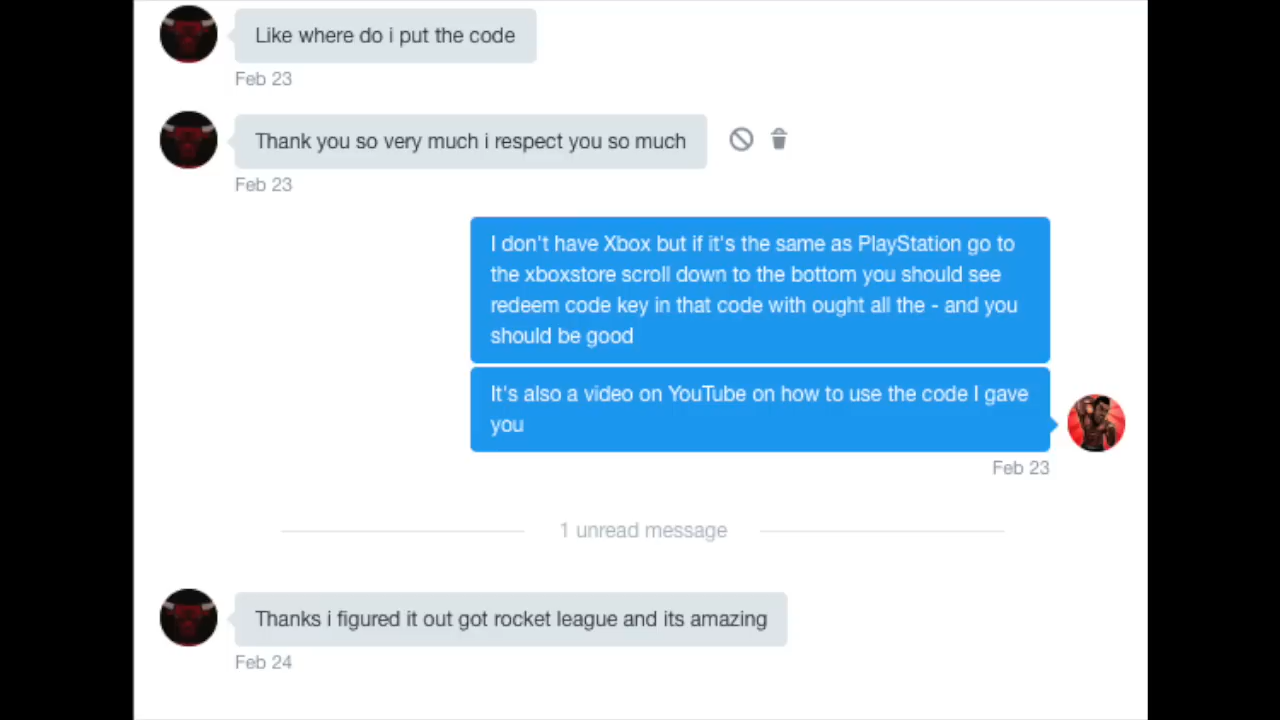 Like where do i put the code
Feb 23
Thank you so very much i respect you so much
Feb 23
I don't have Xbox but if it's the same as PlayStation go to
the xboxstore scroll down to the bottom you should see
redeem code key in that code with ought all the - and you
should be good
It's also a video on YouTube on how to use the code I gave
you
Feb 23
1 unread message
Thanks i figured it out got rocket league and its amazing
Feb 24